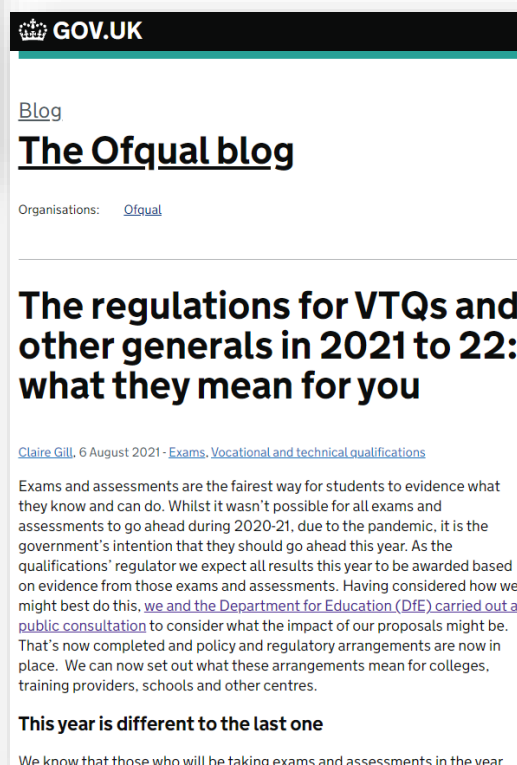 GOV.UK
Blog
The Ofqual blog
Organisations: Ofqual
The regulations for VTQs and
other generals in 2021 to 22:
what they mean for you
Claire Gill, 6 August 2021 - Exams, Vocational and technical qualifications
Exams and assessments are the fairest way for students to evidence what
they know and can do. Whilst it wasn’t possible for all exams and
assessments to go ahead during 2020-21, due to the pandemic, it is the
government’s intention that they should go ahead this year. As the
qualifications’ regulator we expect all results this year to be awarded based
on evidence from those exams and assessments. Having considered how we
might best do this, we and the Department for Education (DfE) carried out a
public consultation to consider what the impact of our proposals might be.
That’s now completed and policy and regulatory arrangements are now in
place. We can now set out what these arrangements mean for colleges,
training providers, schools and other centres.
This year is different to the last one
We know that those who will be taking exams and assessments in the year